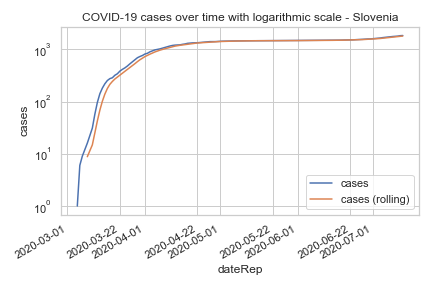 COVID-19 cases over time with logarithmic scale - Slovenia
10³
10²
10¹
10⁰
cases
cases
cases (rolling)
2020-03-01
2020-03-22
2020-04-01
2020-04-22
2020-05-01
2020-05-22
2020-06-01
2020-06-22
2020-07-01
dateRep